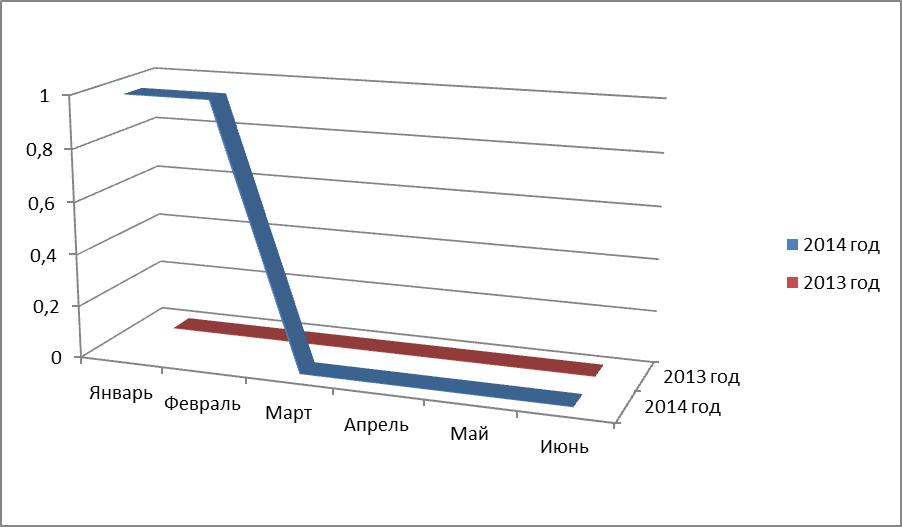 1
0,8
0,6
0,4
0,2
0
Январь
Февраль
Март
Апрель
Май
Июнь
2013 год
2014 год
2014 год
2013 год